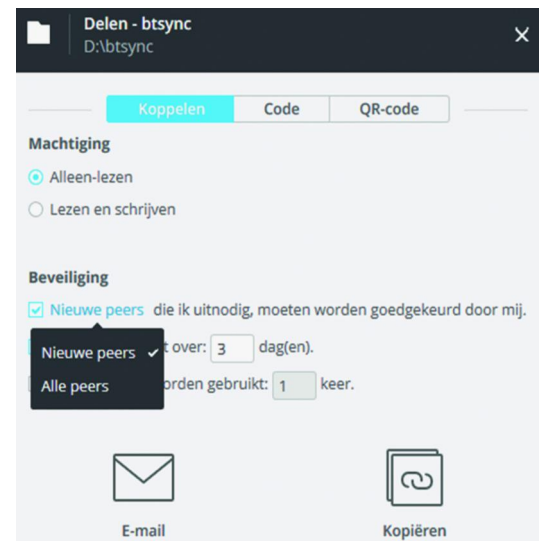 Delen - btsync
D:\btsync
Koppelen Code QR-code
Machtiging
Alleen-lezen
Lezen en schrijven
Beveiliging
Nieuwe peers die ik uitnodig, moeten worden goedgekeurd door mij.
Nieuwe peers
t over: 3 dag(en).
Alle peers
orden gebruikt: 1 keer.
E-mail Kopiëren